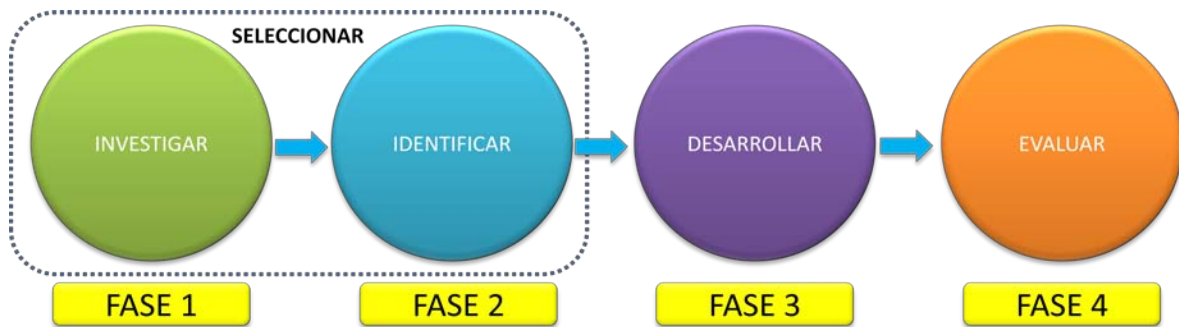 SELECCIONAR
INVESTIGAR
IDENTIFICAR
DESARROLLAR
EVALUAR
FASE 1
FASE 2
FASE 3
FASE 4